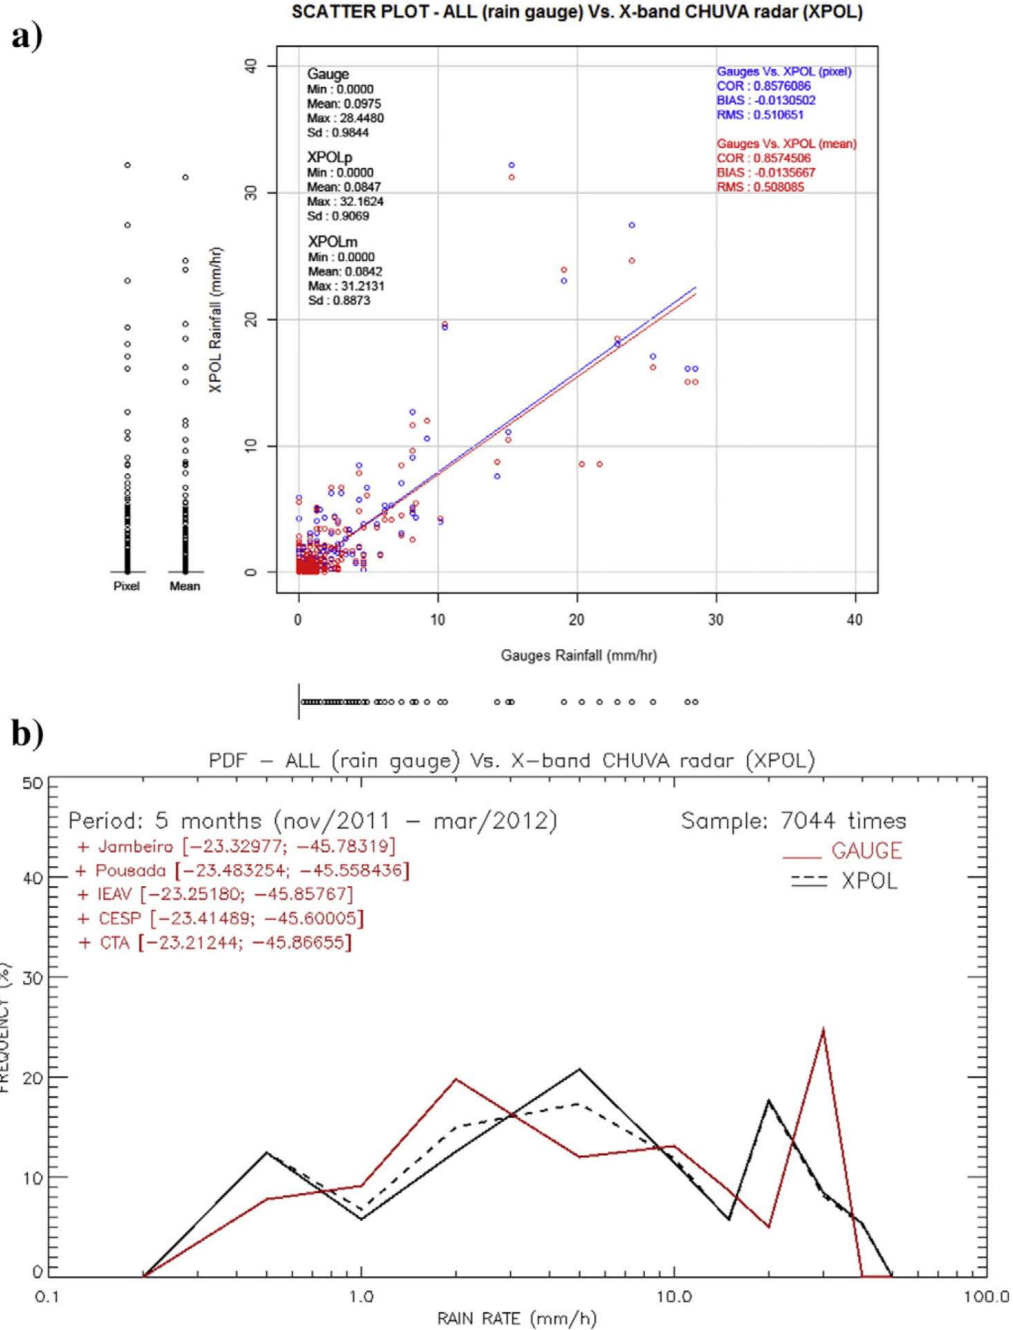 SCATTER PLOT - ALL (rain gauge) Vs. X-band CHUVA radar (XPOL)
a)
Gauge
Min : 0.0000
Mean: 0.0975
Max : 28.4480
Sd : 0.9844
XPOLp
Min : 0.0000
Mean: 0.0847
Max : 32.1624
Sd : 0.9069
XPOLm
Min : 0.0000
Mean: 0.0842
Max : 31.2131
Sd : 0.8873
Gauges Vs. XPOL (pixel)
COR : 0.8576086
BIAS : -0.0130502
RMS : 0.510651
Gauges Vs. XPOL (mean)
COR : 0.8574506
BIAS : -0.0135667
RMS : 0.508085
XPOL Rainfall (mm/hr)
40
30
20
10
0
Pixel Mean
0 10 20 30 40
Gauges Rainfall (mm/hr)
b)
PDF - ALL (rain gauge) Vs. X-band CHUVA radar (XPOL)
Period: 5 months (nov/2011 - mar/2012)
+ Jambeiro [-23.32977; -45.78319]
+ Pousada [-23.483254; -45.558436]
+ IEAV [-23.25180; -45.85767]
+ CESP [-23.41489; -45.60005]
+ CTA [-23.21244; -45.86655]
Sample: 7044 times
GAUGE
XPOL
FREQUENCY (%)
50
40
30
20
10
0
0.1 1.0 10.0 100.0
RAIN RATE (mm/h)